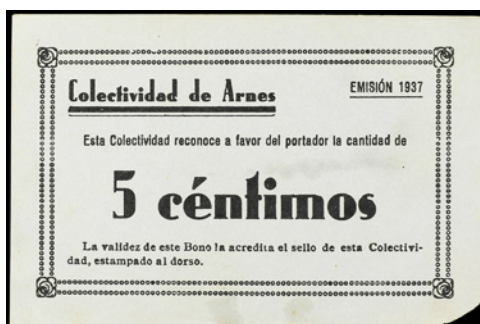 Colectividad de Arnes
EMISIÓN 1937
Esta Colectividad reconoce a favor del portador la cantidad de
5 céntimos
La validez de este Bono la acredita el sello de esta Colectivi-
dad, estampado al dorso.